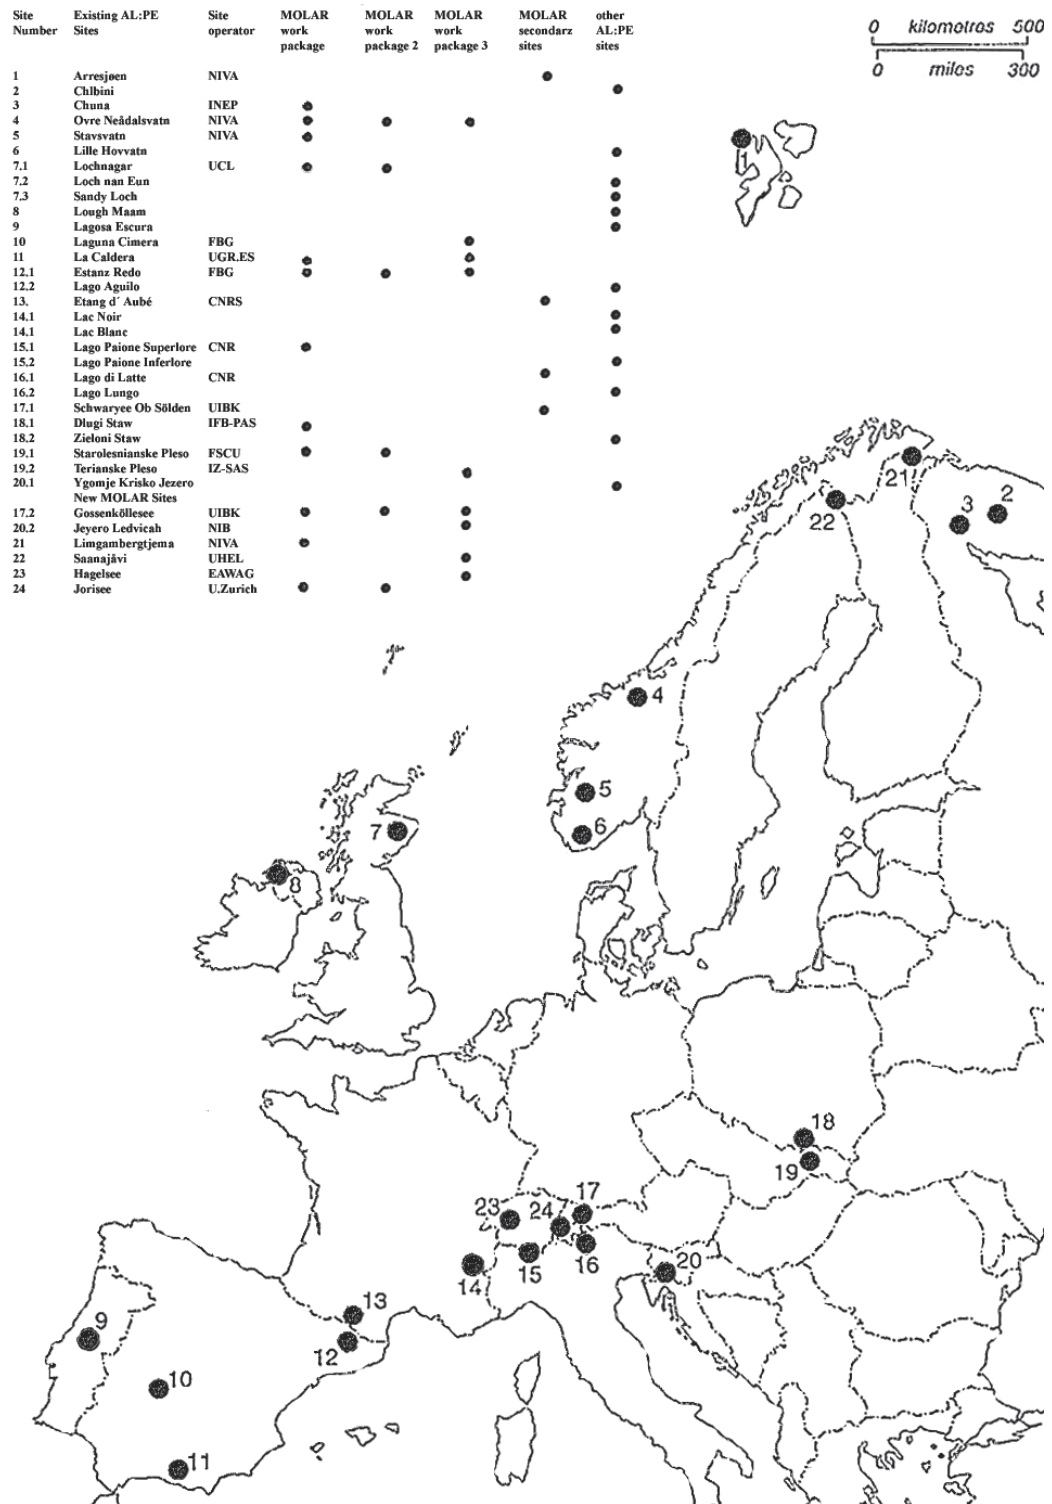 Site Existing AL:PE Site MOLAR MOLAR MOLAR MOLAR other
Number Sites operator work work work secondarz AL:PE
package package 2 package 3 sites sites
1 Arresjøen NIVA
2 Chlbini
3 Chuna INEP
4 Ovre Neådalsvatn NIVA
5 Stavsvatn NIVA
6 Lille Hovvatn
7.1 Lochnagar UCL
7.2 Loch nan Eun
7.3 Sandy Loch
8 Lough Maam
9 Lagosa Escura
10 Laguna Cimera FBG
11 La Caldera UGR.ES
12.1 Estanz Redo FBG
12.2 Lago Aguilo
13. Etang d´ Aubé CNRS
14.1 Lac Noir
14.1 Lac Blanc
15.1 Lago Paione Superlore CNR
15.2 Lago Paione Inferlore
16.1 Lago di Latte CNR
16.2 Lago Lungo
17.1 Schwaryee Ob Sölden UIBK
18.1 Dlugi Staw IFB-PAS
18.2 Zieloni Staw
19.1 Starolesnianske Pleso FSCU
19.2 Terianske Pleso IZ-SAS
20.1 Ygomje Krisko Jezero
New MOLAR Sites
17.2 Gossenköllesee UIBK
20.2 Jeyero Ledvicah NIB
21 Limgambergtjema NIVA
22 Saanajåvi UHEL
23 Hagelsee EAWAG
24 Jorisee U.Zurich
0 kilometros 500
0 miles 300
1
21
2
3
22
4
5
6
7
8
18
19
17
23
24
20
16
15
14
13
12
9
10
11